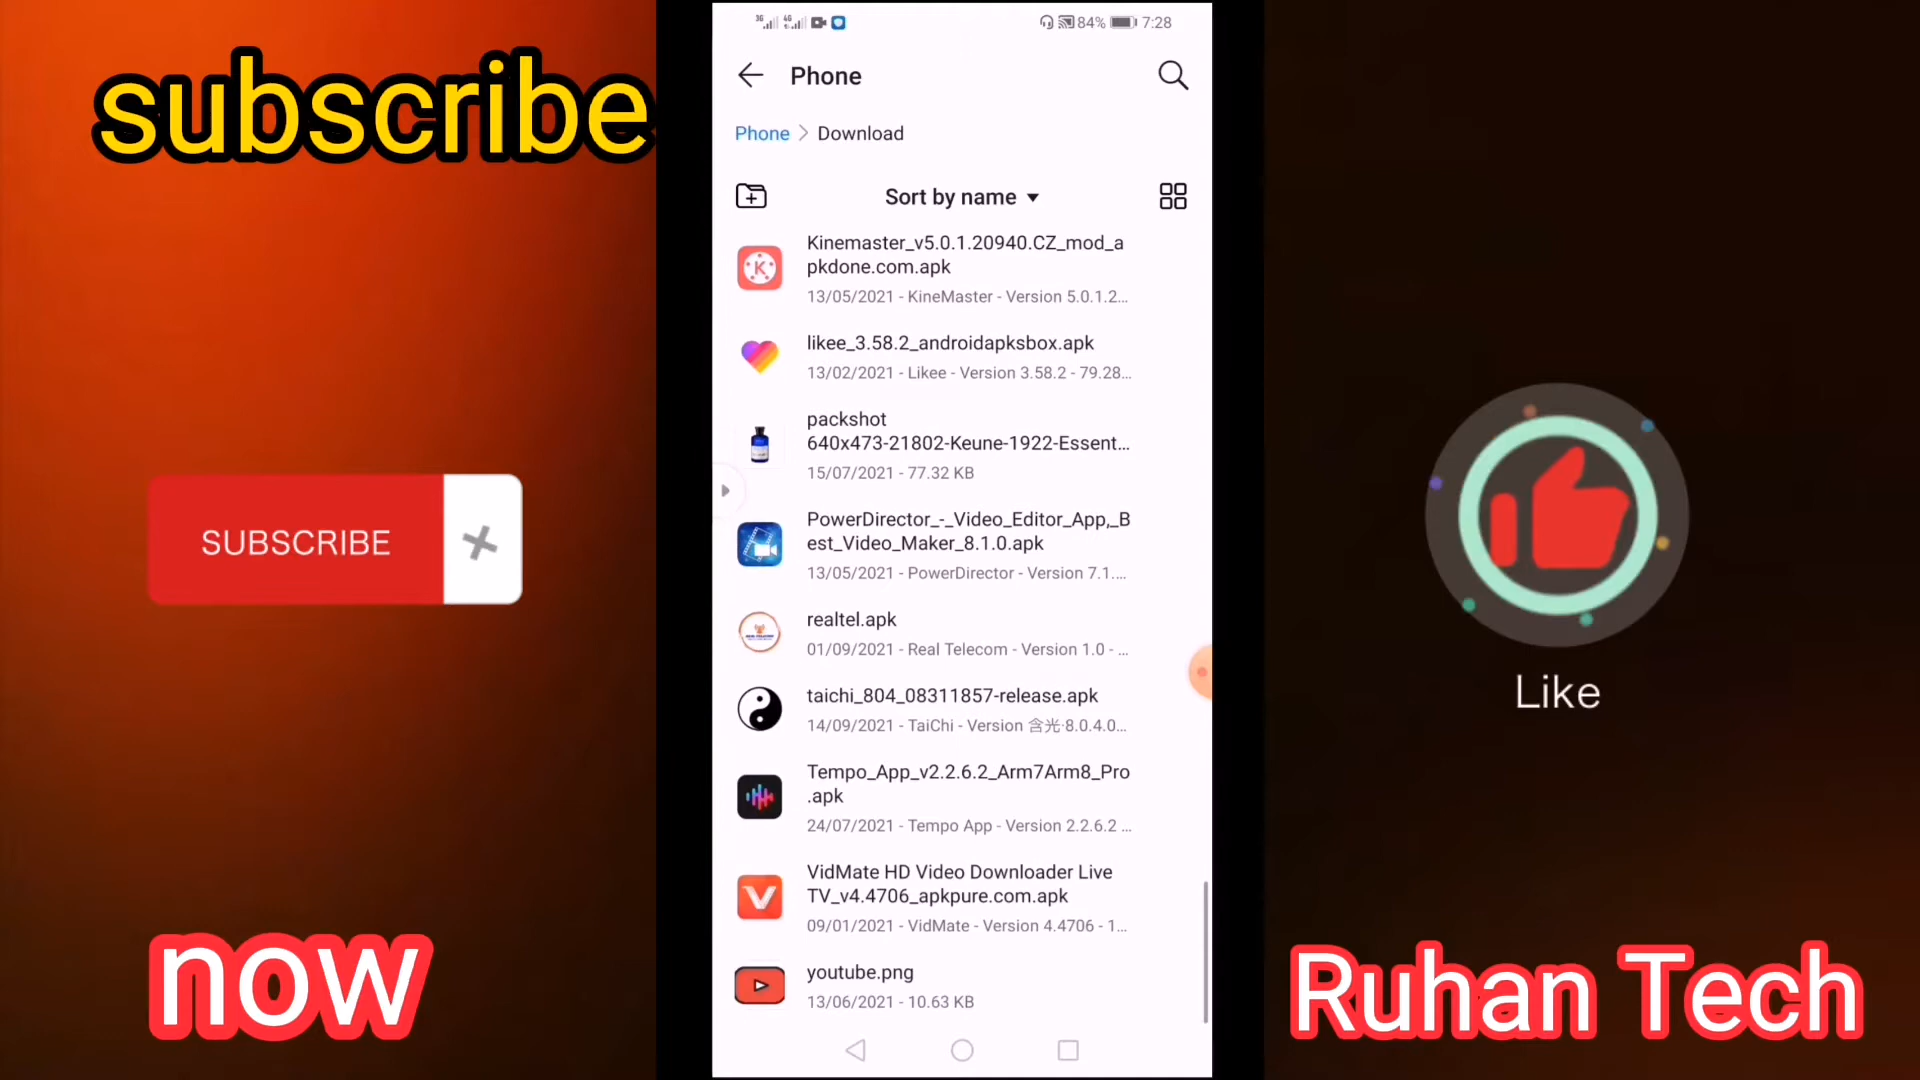 subscribe
SUBSCRIBE
now
3G 4G 84% 7:28
Phone
Phone > Download
Sort by name
Kinemaster_v5.0.1.20940.CZ_mod_a
pkdone.com.apk
13/05/2021 - KineMaster - Version 5.0.1.2...
likee_3.58.2_androidapksbox.apk
13/02/2021 - Likee - Version 3.58.2 - 79.28...
packshot
640x473-21802-Keune-1922-Essent...
15/07/2021 - 77.32 KB
PowerDirector_-_Video_Editor_App,_B
est_Video_Maker_8.1.0.apk
13/05/2021 - PowerDirector - Version 7.1....
realtel.apk
01/09/2021 - Real Telecom - Version 1.0 - ...
taichi_804_08311857-release.apk
14/09/2021 - TaiChi - Version 含光·8.0.4.0...
Tempo_App_v2.2.6.2_Arm7Arm8_Pro
.apk
24/07/2021 - Tempo App - Version 2.2.6.2 ...
VidMate HD Video Downloader Live
TV_v4.4706_apkpure.com.apk
09/01/2021 - VidMate - Version 4.4706 - 1...
youtube.png
13/06/2021 - 10.63 KB
Like
Ruhan Tech